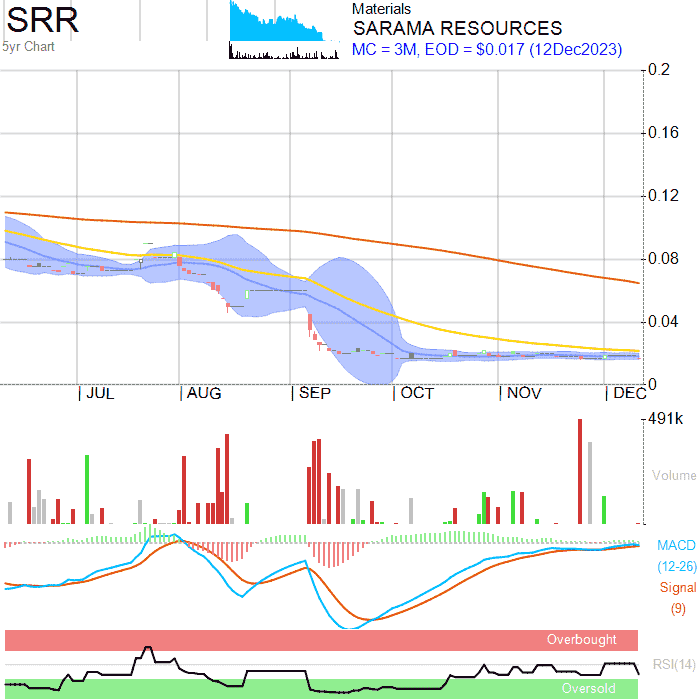 SRR
5yr Chart
Materials
SARAMA RESOURCES
MC = 3M, EOD = $0.017 (12Dec2023)
0.2
0.16
0.12
0.08
0.04
0
JUL AUG SEP OCT NOV DEC
491k
Volume
MACD
(12-26)
Signal
(9)
Overbought
RSI(14)
Oversold